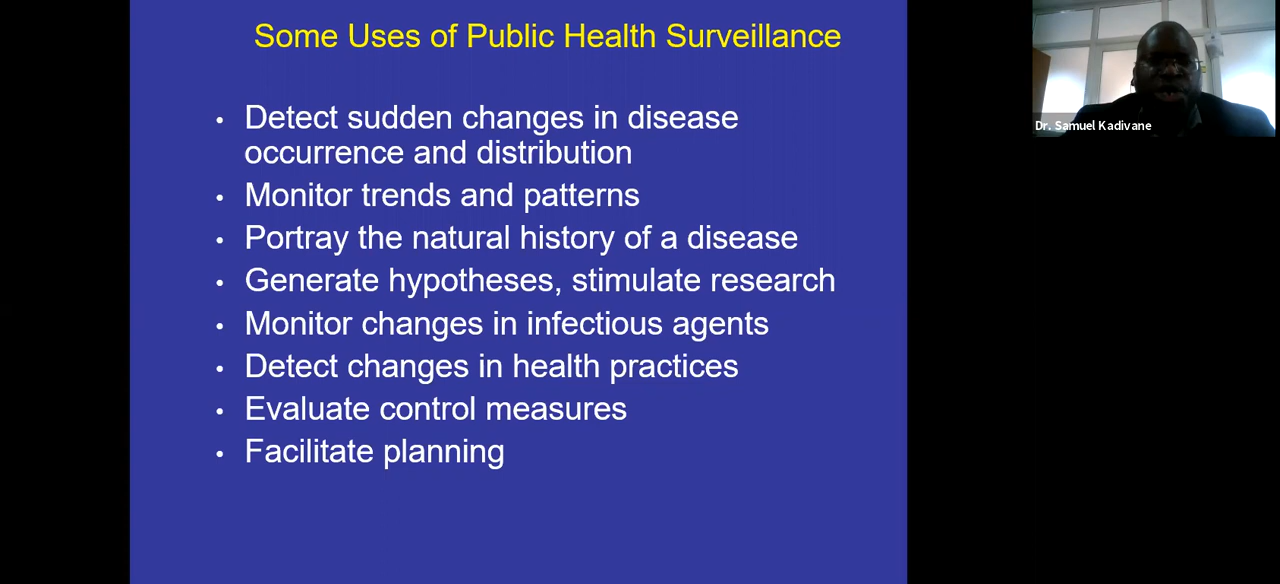 Some Uses of Public Health Surveillance
• Detect sudden changes in disease
occurrence and distribution
• Monitor trends and patterns
• Portray the natural history of a disease
• Generate hypotheses, stimulate research
• Monitor changes in infectious agents
• Detect changes in health practices
• Evaluate control measures
• Facilitate planning
Dr. Samuel Kadivane